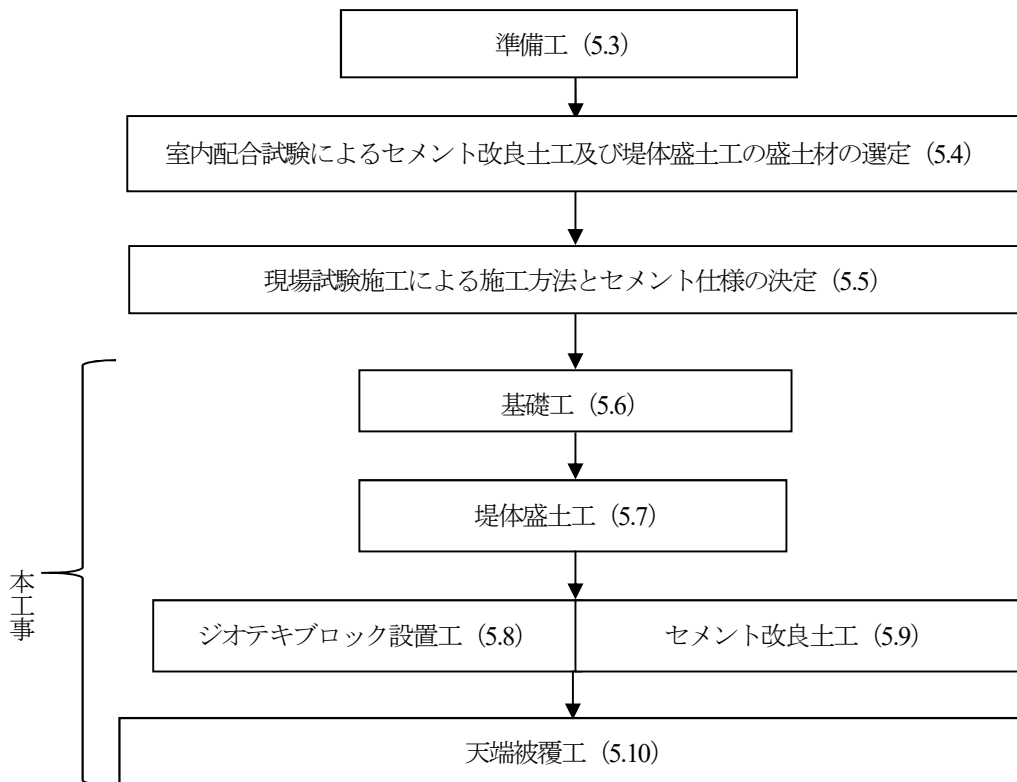 準備工（5.3）
室内配合試験によるセメント改良土工及び堤体盛土工の盛土材の選定（5.4）
現場試験施工による施工方法とセメント仕様の決定（5.5）
本工事
基礎工（5.6）
堤体盛土工（5.7）
ジオテキブロック設置工（5.8）
セメント改良土工（5.9）
天端被覆工（5.10）